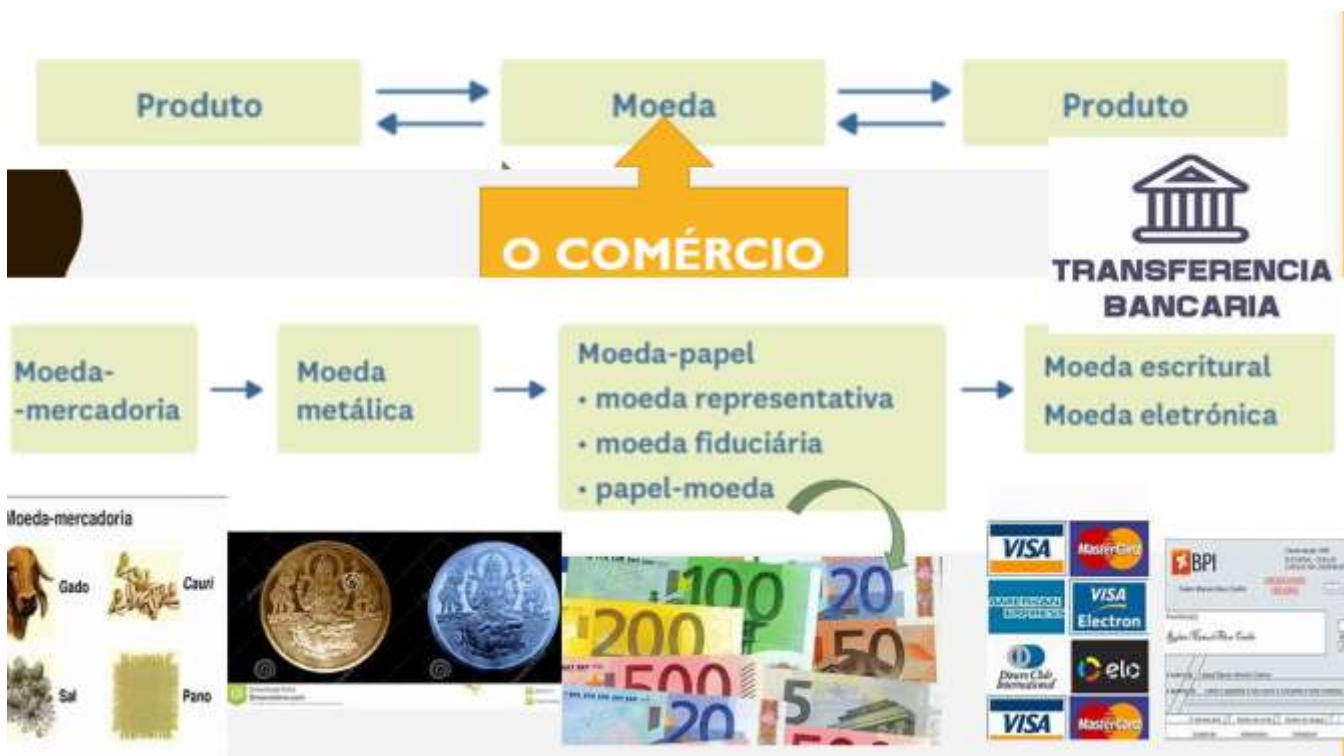 Produto
Moeda
Produto
O COMÉRCIO
TRANSFERENCIA
BANCARIA
Moeda-
-mercadoria
Moeda
metálica
Moeda-papel
• moeda representativa
• moeda fiduciária
• papel-moeda
Moeda escritural
Moeda eletrónica
Moeda-mercadoria
Gado
Cauri
Sal
Pano
100
20
200
50
500
5
20
500
VISA
MasterCard
AMERICAN
EXPRESS
VISA
Electron
Diners Club
International
elo
VISA
MasterCard
BPI